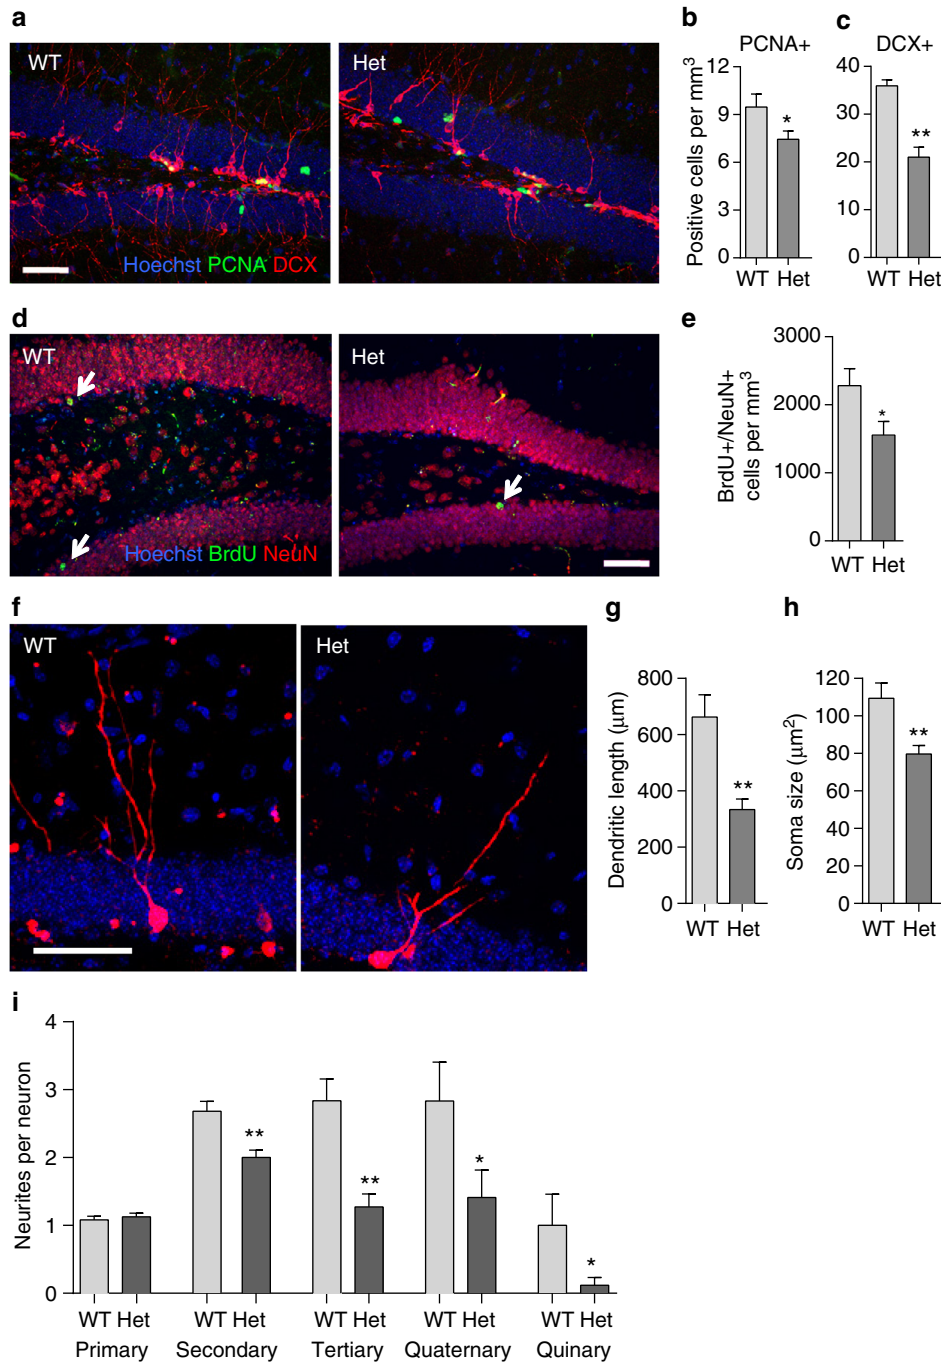 a
WT
Het
Hoechst PCNA DCX
b
PCNA+
Positive cells per mm³
9
6
3
0
*
WT Het
c
DCX+
40
30
20
10
0
**
WT Het
d
WT
Het
Hoechst BrdU NeuN
e
BrdU+/NeuN+
cells per mm³
3000
2000
1000
0
*
WT Het
f
WT
Het
g
Dendritic length (μm)
800
600
400
200
0
**
WT Het
h
Soma size (μm²)
120
100
80
60
40
20
0
**
WT Het
i
Neurites per neuron
4
3
2
1
0
**
**
*
*
WT Het WT Het WT Het WT Het WT Het
Primary Secondary Tertiary Quaternary Quinary